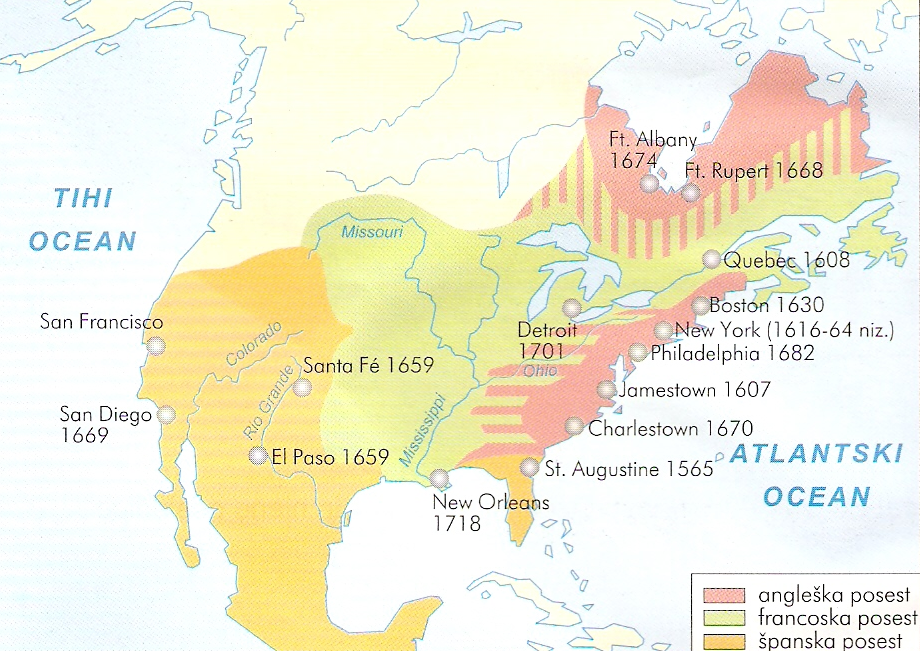 Ft. Albany
1674
Ft. Rupert 1668
TIHI
OCEAN
Missouri
Quebec 1608
Boston 1630
San Francisco
New York (1616-64 niz.)
Detroit
1701
Philadelphia 1682
Colorado
Santa Fé 1659
Ohio
Jamestown 1607
Rio Grande
San Diego
1669
Mississippi
Charlestown 1670
El Paso 1659
St. Augustine 1565
ATLANTSKI
OCEAN
New Orleans
1718
angleška posest
francoska posest
španska posest